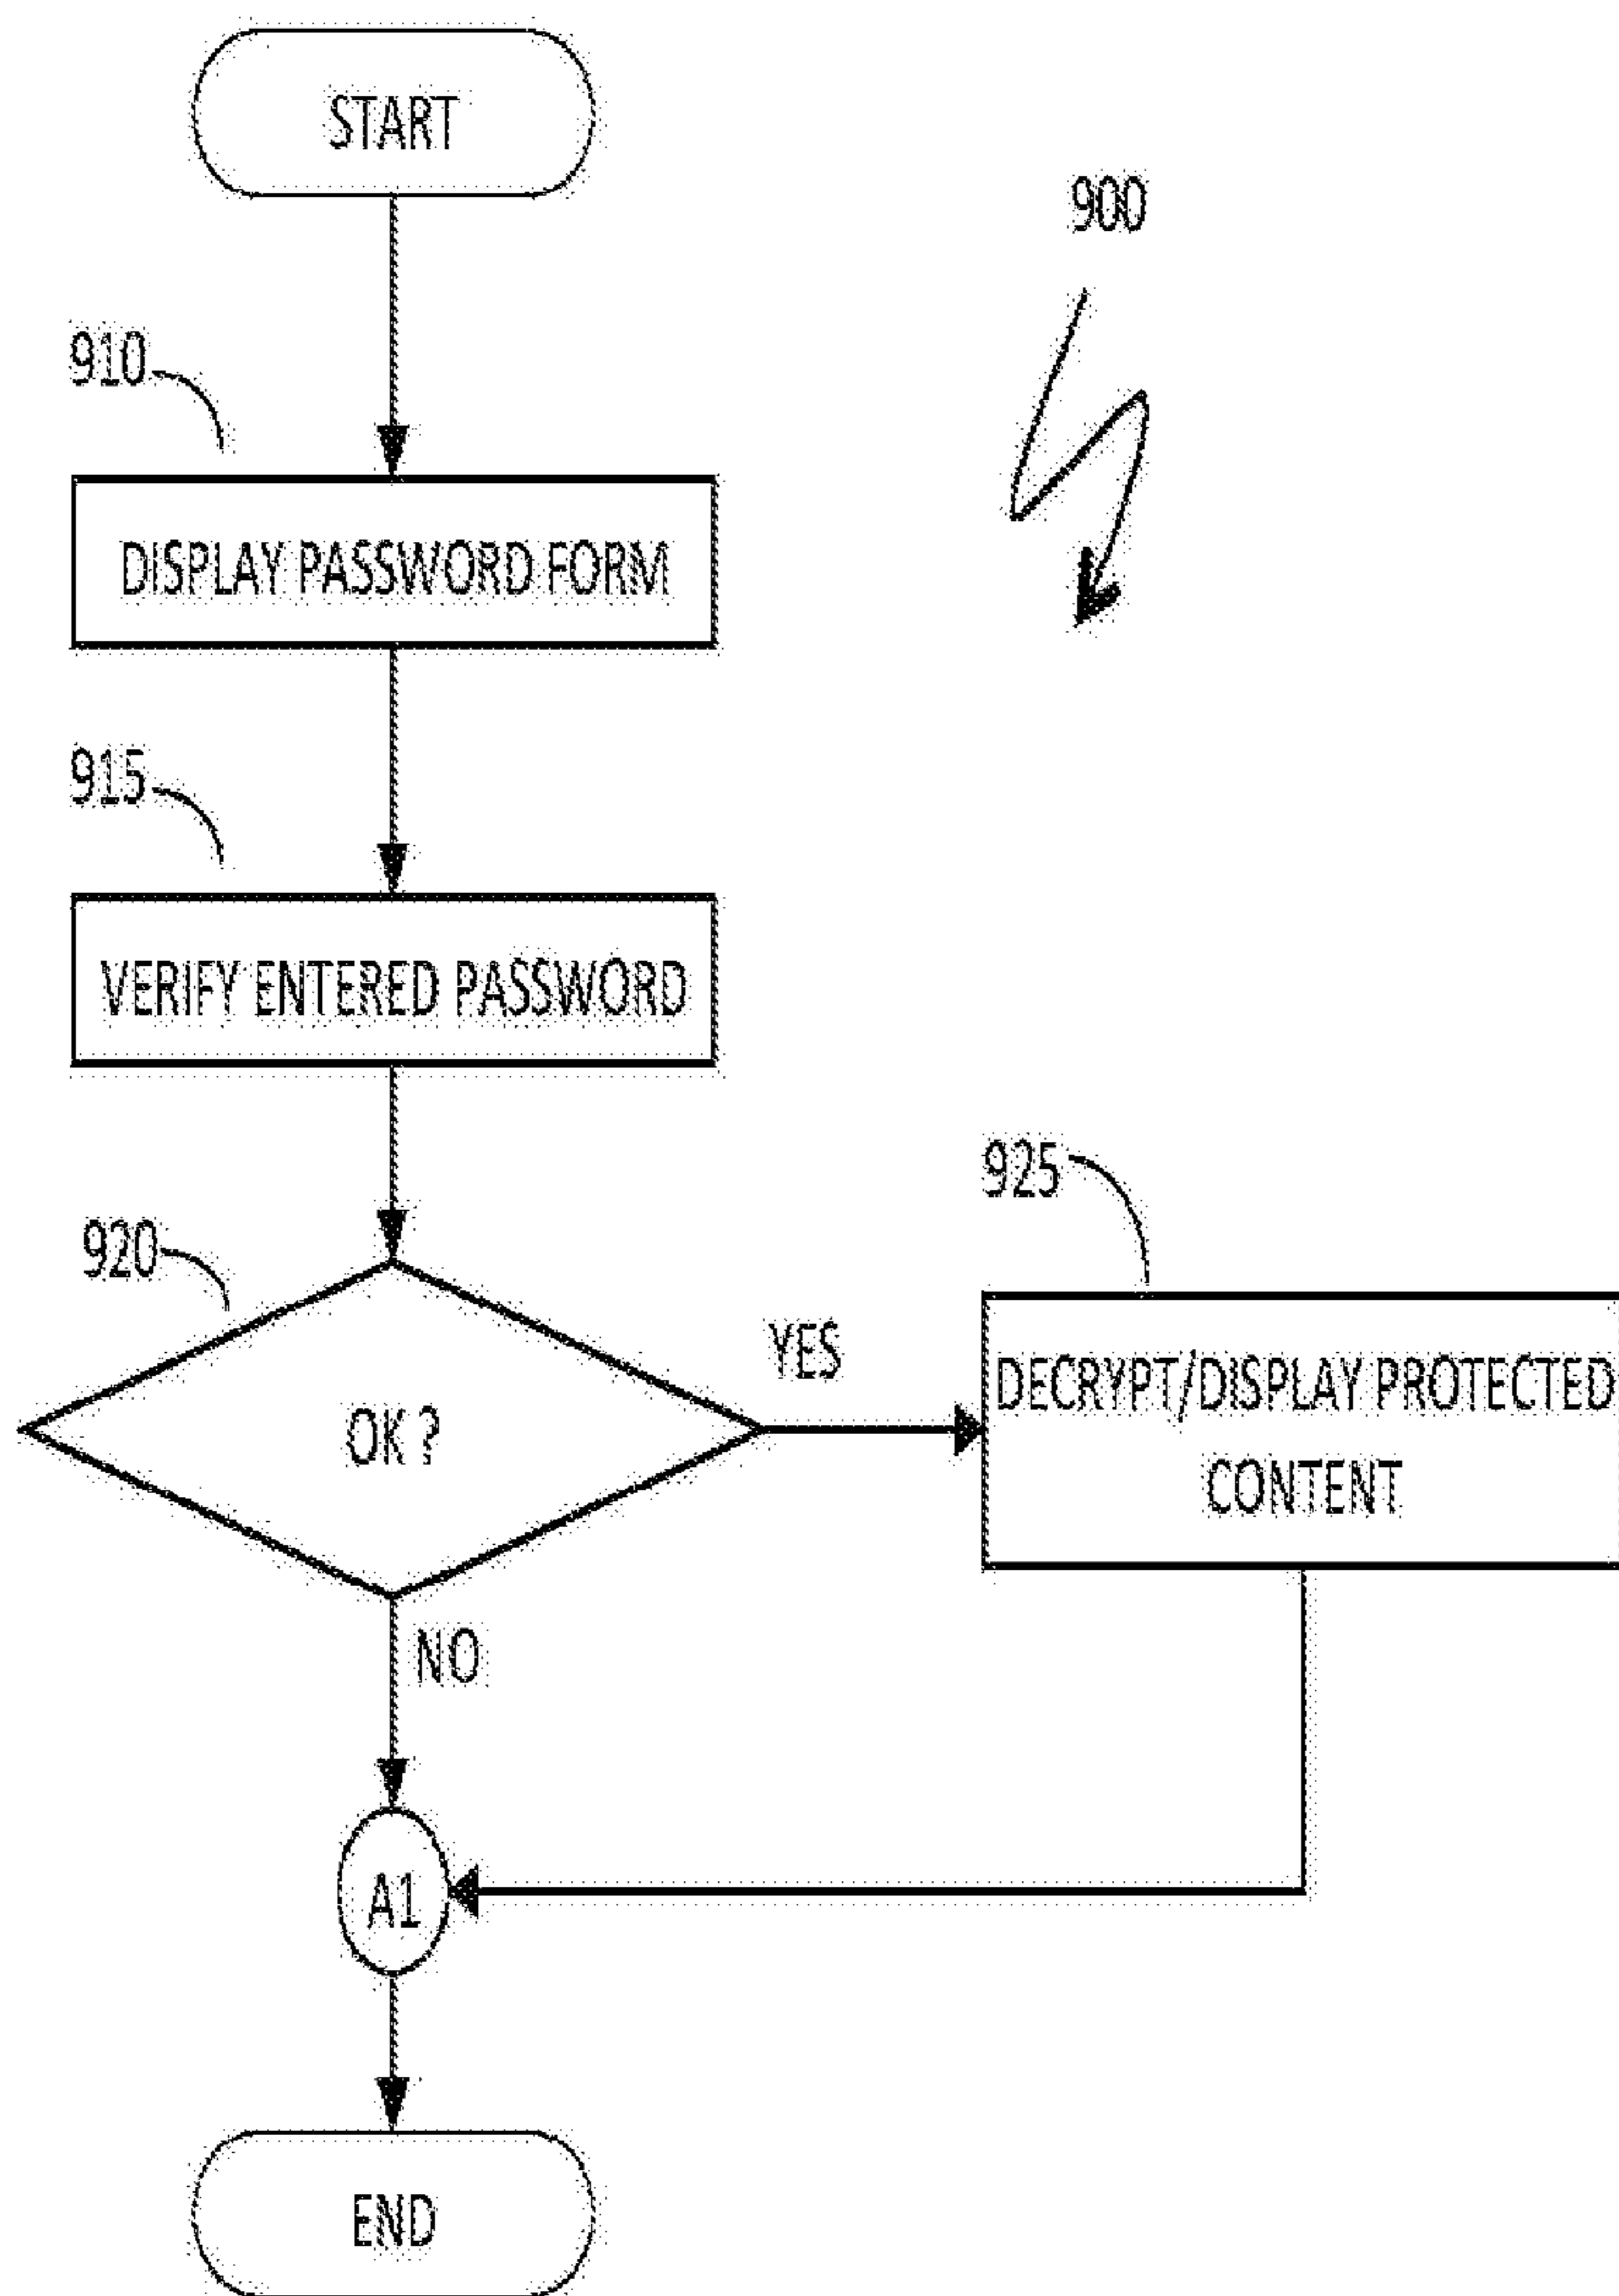 START
900
910
DISPLAY PASSWORD FORM
915
VERIFY ENTERED PASSWORD
925
920
YES
DECRYPT/DISPLAY PROTECTED
CONTENT
OK ?
NO
A1
END